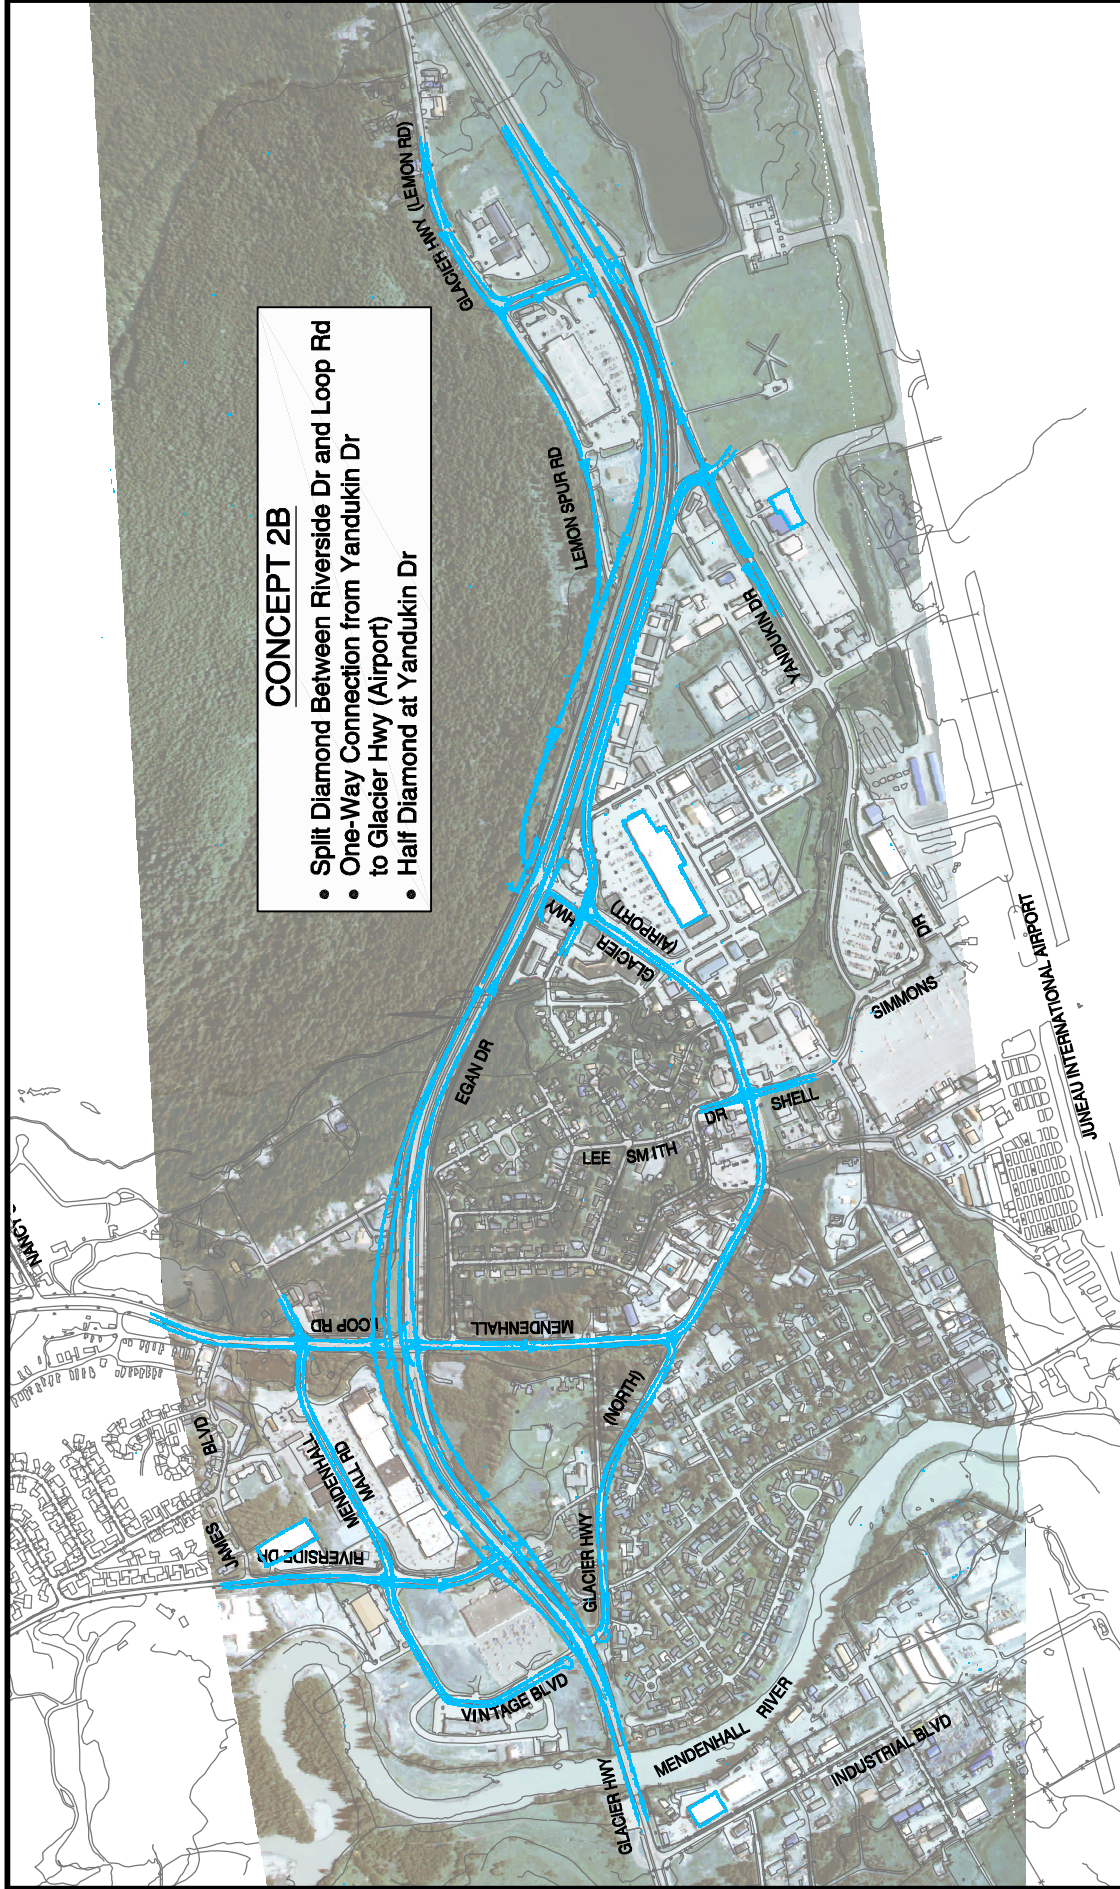 CONCEPT 2B
• Split Diamond Between Riverside Dr and Loop Rd
• One-Way Connection from Yandukin Dr
to Glacier Hwy (Airport)
• Half Diamond at Yandukin Dr
GLACIER HWY (LEMON RD)
LEMON SPUR RD
YANDUKIN DR
GLACIER HWY
(AIRPORT)
EGAN DR
SIMMONS DR
JUNEAU INTERNATIONAL AIRPORT
SHELL
LEE SMITH DR
NANCY
LOOP RD
MENDENHALL
(NORTH)
GLACIER HWY
MENDENHALL
MALL RD
JAMES BLVD
RIVERSIDE DR
VINTAGE BLVD
GLACIER HWY
MENDENHALL RIVER
INDUSTRIAL BLVD